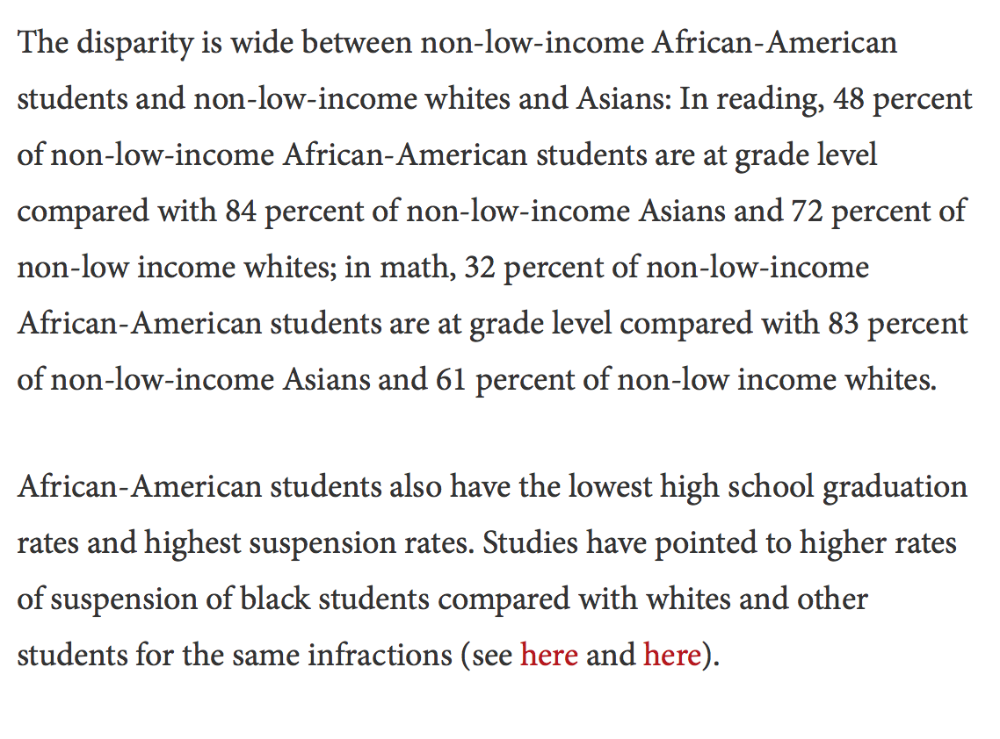 The disparity is wide between non-low-income African-American
students and non-low-income whites and Asians: In reading, 48 percent
of non-low-income African-American students are at grade level
compared with 84 percent of non-low-income Asians and 72 percent of
non-low income whites; in math, 32 percent of non-low-income
African-American students are at grade level compared with 83 percent
of non-low-income Asians and 61 percent of non-low income whites.
African-American students also have the lowest high school graduation
rates and highest suspension rates. Studies have pointed to higher rates
of suspension of black students compared with whites and other
students for the same infractions (see here and here).